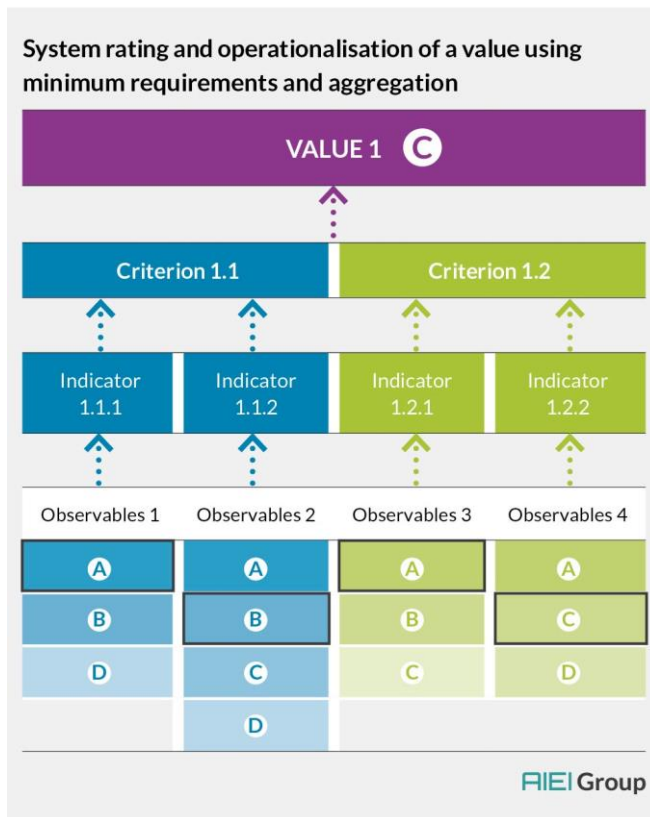 System rating and operationalisation of a value using
minimum requirements and aggregation
VALUE 1 C
Criterion 1.1 Criterion 1.2
Indicator 1.1.1
Indicator 1.1.2
Indicator 1.2.1
Indicator 1.2.2
Observables 1 Observables 2 Observables 3 Observables 4
A A A A
B B B C
D C C D
D
AIEI Group